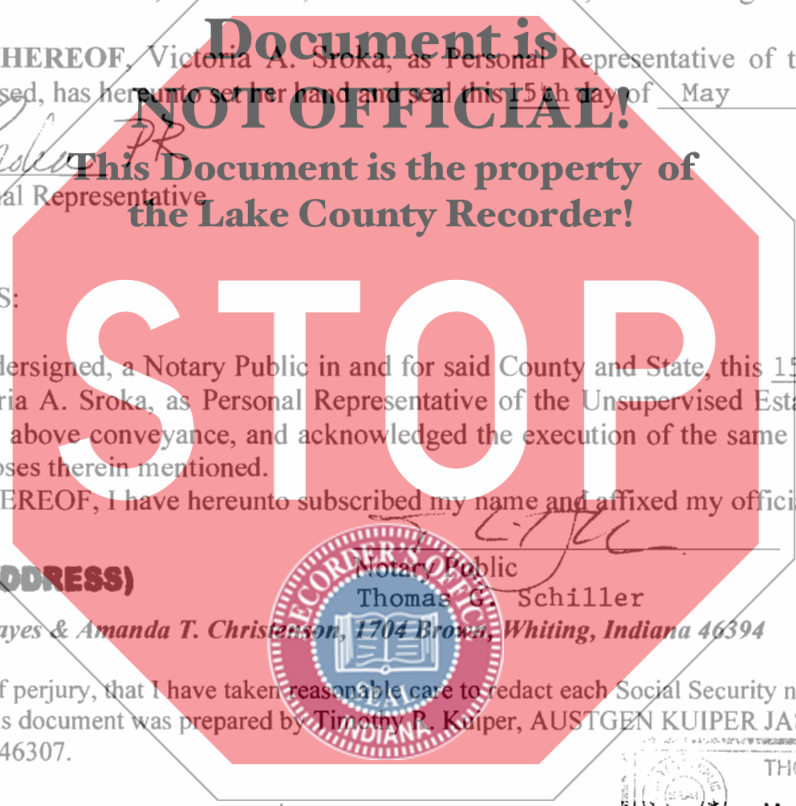 Document is
HEREOF, Victoria A. Sroka, as Personal Representative of t
NOT OFFICIAL!
sed, has hereunto set her hand and seal this 15th day of May
PR
This Document is the property of
al Representative
the Lake County Recorder!
S:
STOP
dersigned, a Notary Public in and for said County and State, this 15
ria A. Sroka, as Personal Representative of the Unsupervised Esta
above conveyance, and acknowledged the execution of the same
oses therein mentioned.
EREOF, I have hereunto subscribed my name and affixed my offici
RECORDER'S OFFICE
SEAL
INDIANA
Notary Public
DDRESS)
Thomas G. Schiller
ayes & Amanda T. Christenson, 1704 Brown, Whiting, Indiana 46394
f perjury, that I have taken reasonable care to redact each Social Security n
s document was prepared by Timothy R. Kuiper, AUSTGEN KUIPER JAS
46307.
THO
SEAL